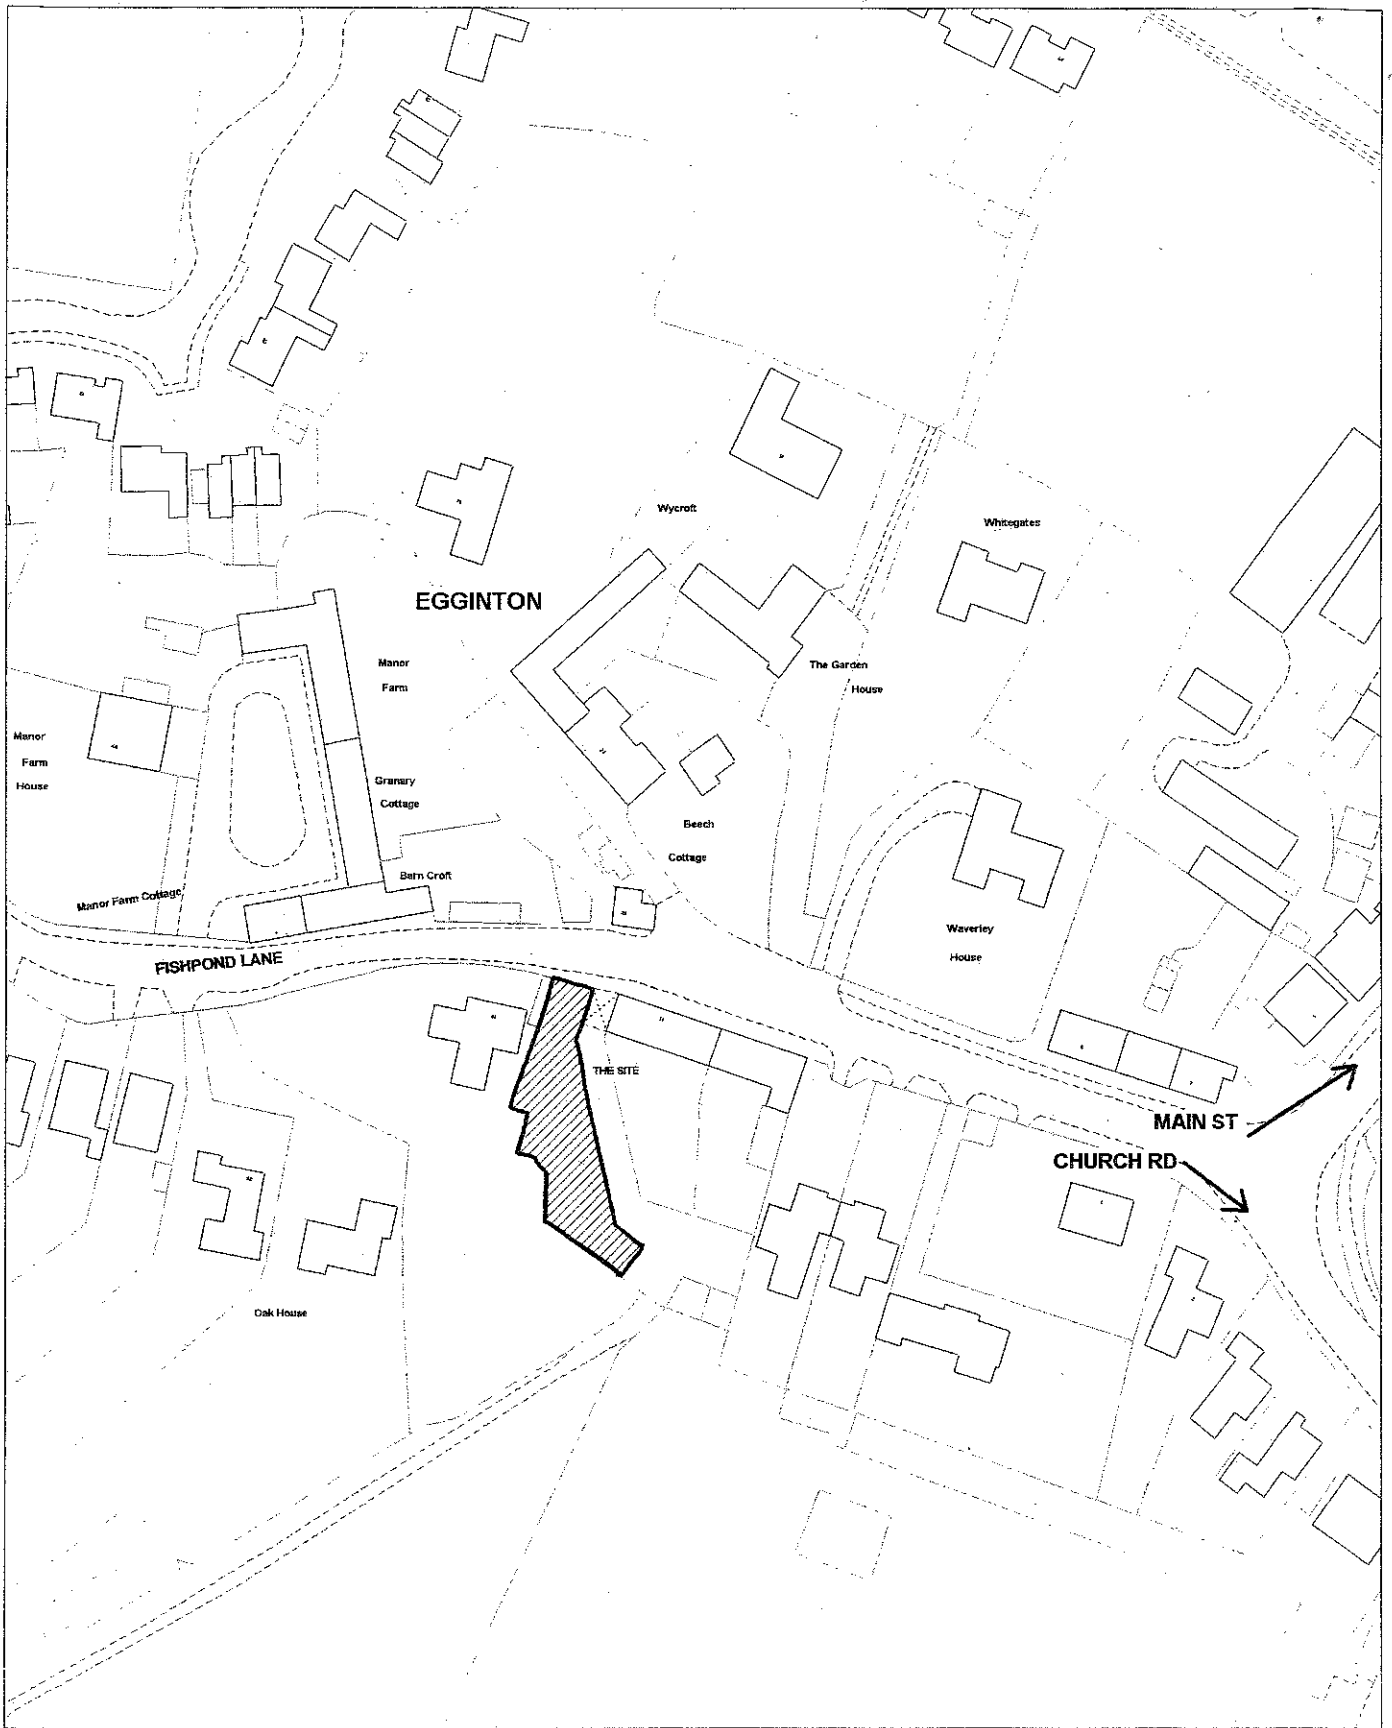 Wycroft
Whitegates
EGGINTON
Manor
Farm
The Garden
House
Manor
Farm
House
Granary
Cottage
Beech
Cottage
Barn Croft
Manor Farm Cottage
Waverley
House
FISHPOND LANE
THE SITE
MAIN ST
CHURCH RD
Oak House